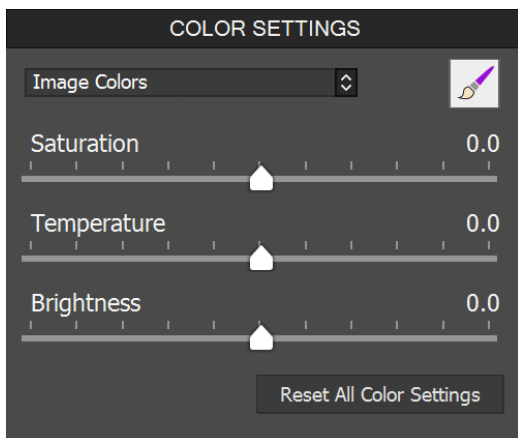 COLOR SETTINGS
Image Colors
Saturation 0.0
Temperature 0.0
Brightness 0.0
Reset All Color Settings